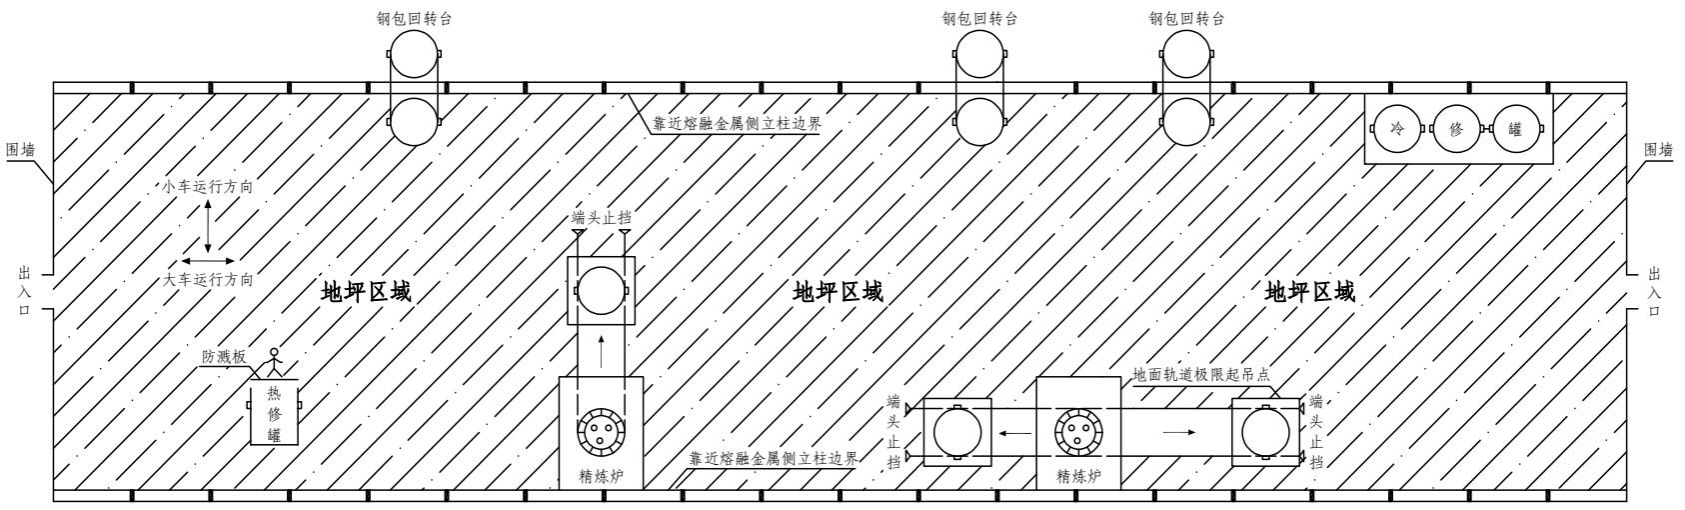 钢包回转台
钢包回转台
钢包回转台
靠近熔融金属侧立柱边界
冷
修
罐
围墙
围墙
小车运行方向
大车运行方向
端头止挡
出入口
地坪区域
地坪区域
地坪区域
出入口
防溅板
热修罐
地面轨道极限起吊点
端头止挡
端头止挡
靠近熔融金属侧立柱边界
精炼炉
精炼炉